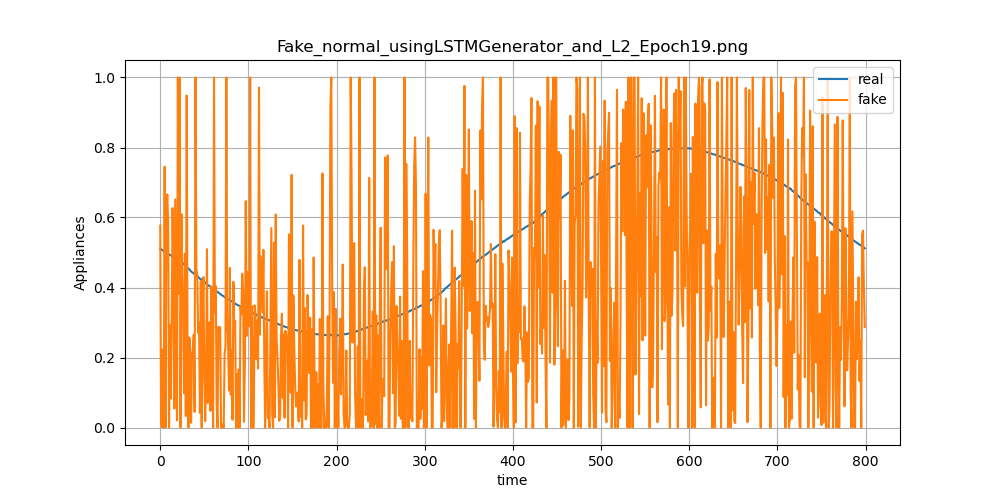 Fake_normal_usingLSTMGenerator_and_L2_Epoch19.png
real
fake
1.0
0.8
0.6
0.4
0.2
0.0
Appliances
0 100 200 300 400 500 600 700 800
time